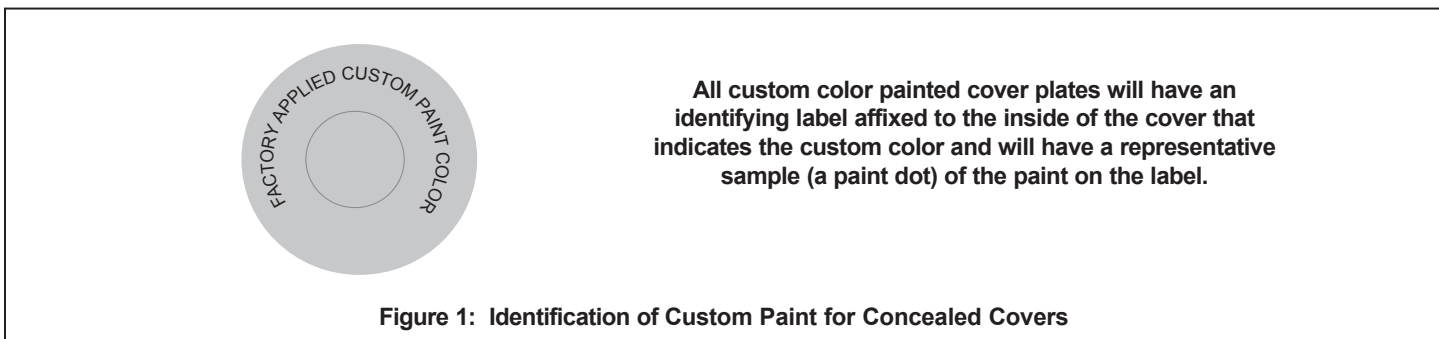 FACTORY APPLIED CUSTOM PAINT COLOR
All custom color painted cover plates will have an
identifying label affixed to the inside of the cover that
indicates the custom color and will have a representative
sample (a paint dot) of the paint on the label.
Figure 1: Identification of Custom Paint for Concealed Covers